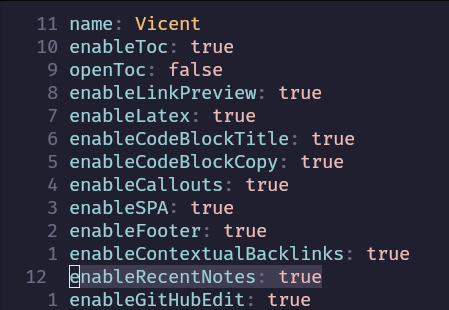 11 name: Vicent
10 enableToc: true
9 openToc: false
8 enableLinkPreview: true
7 enableLatex: true
6 enableCodeBlockTitle: true
5 enableCodeBlockCopy: true
4 enableCallouts: true
3 enableSPA: true
2 enableFooter: true
1 enableContextualBacklinks: true
12 enableRecentNotes: true
1 enableGitHubEdit: true